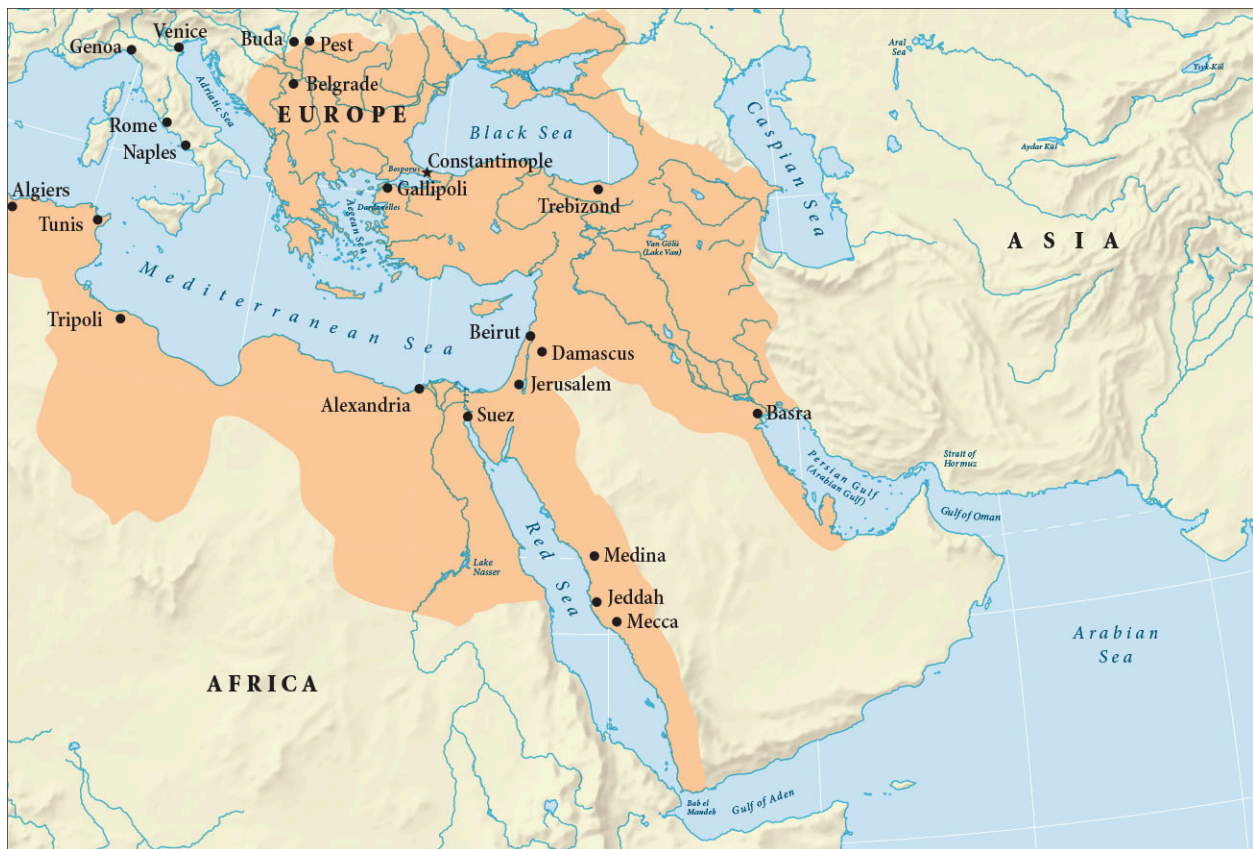 Venice
Genoa
Buda
Pest
Aral
Sea
Ysyk-Köl
Belgrade
Adriatic Sea
EUROPE
Caspian Sea
Rome
Black Sea
Naples
Aydar Kül
Bosporus
Constantinople
Algiers
Gallipoli
Tunis
Dardanelles
Trebizond
Aegean Sea
ASIA
Van Gölü
(Lake Van)
Mediterranean Sea
Tripoli
Beirut
Damascus
Jerusalem
Alexandria
Suez
Basra
Strait of
Hormuz
Persian Gulf
(Arabian Gulf)
Gulf of Oman
Red Sea
Medina
Lake
Nasser
Jeddah
Mecca
Arabian
Sea
AFRICA
Bab el
Mandeb
Gulf of Aden